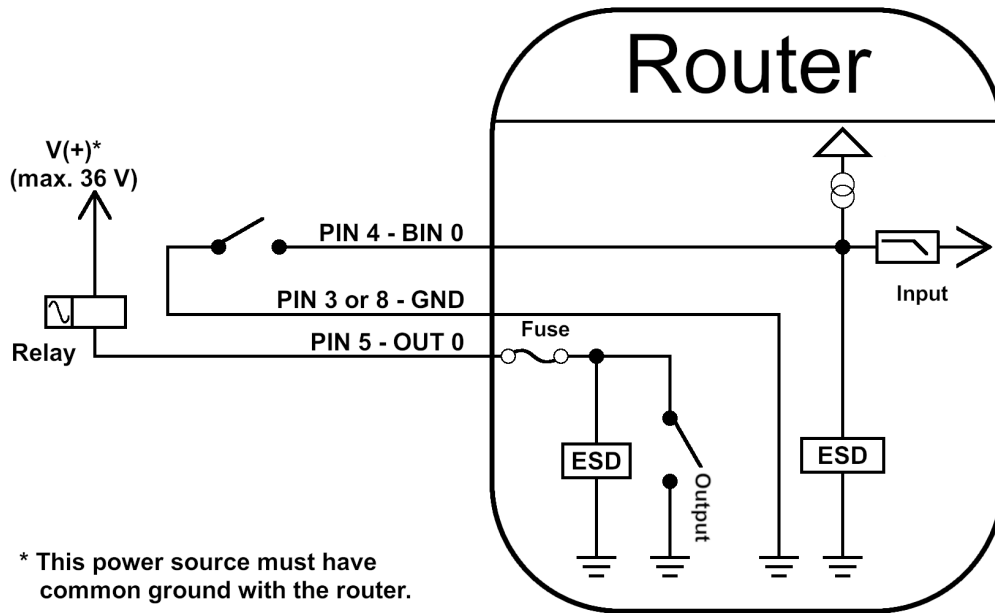 Router
V(+)*
(max. 36 V)
PIN 4 - BIN 0
Input
PIN 3 or 8 - GND
Fuse
PIN 5 - OUT 0
Relay
ESD
ESD
Output
* This power source must have
common ground with the router.